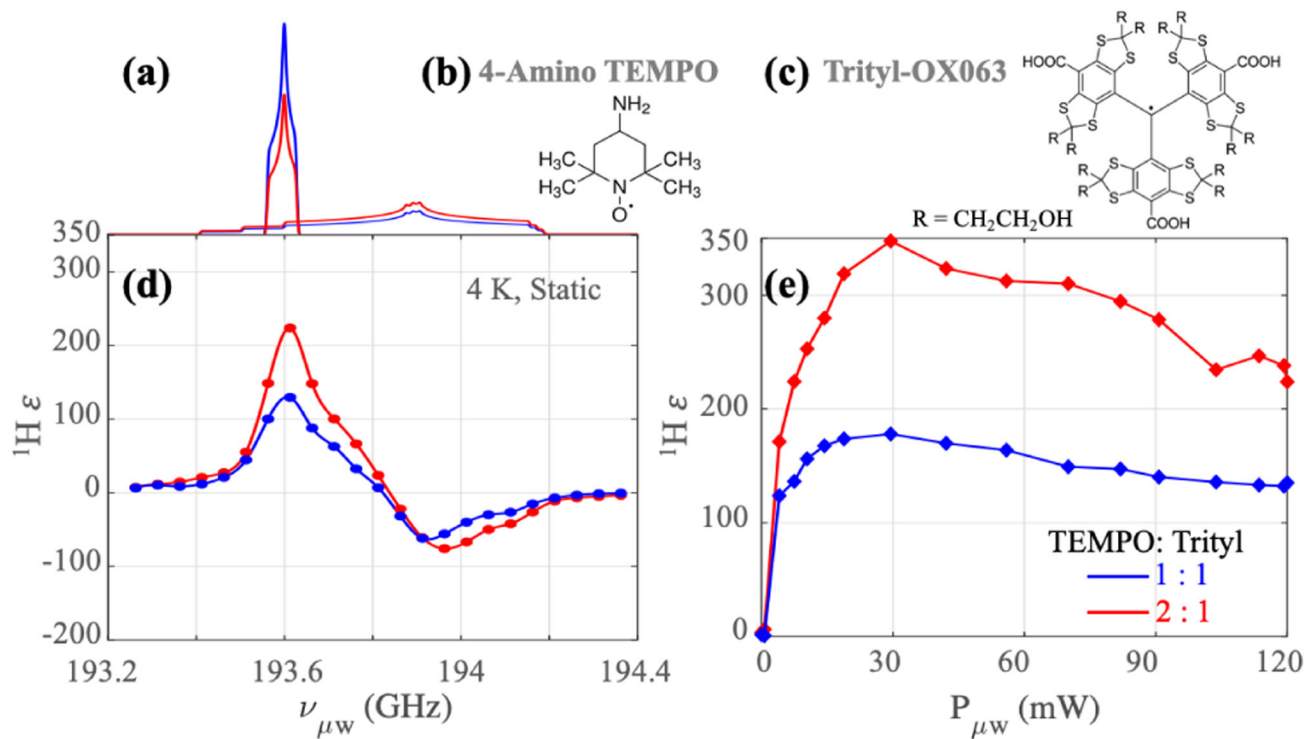 (a)
(b) 4-Amino TEMPO
NH₂
H₃C
CH₃
H₃C
N
CH₃
O•
(c) Trityl-OX063
R
R
R
R
S
S
S
S
HOOC
COOH
S
S
S
S
R
R
R
R
S
S
R
R
R
R
S
S
COOH
R = CH₂CH₂OH
(d)
4 K, Static
350
300
200
100
0
-100
-200
¹H ε
193.2
193.6
194
194.4
νμw (GHz)
(e)
350
300
200
100
0
¹H ε
TEMPO: Trityl
1 : 1
2 : 1
0
30
60
90
120
Pμw (mW)